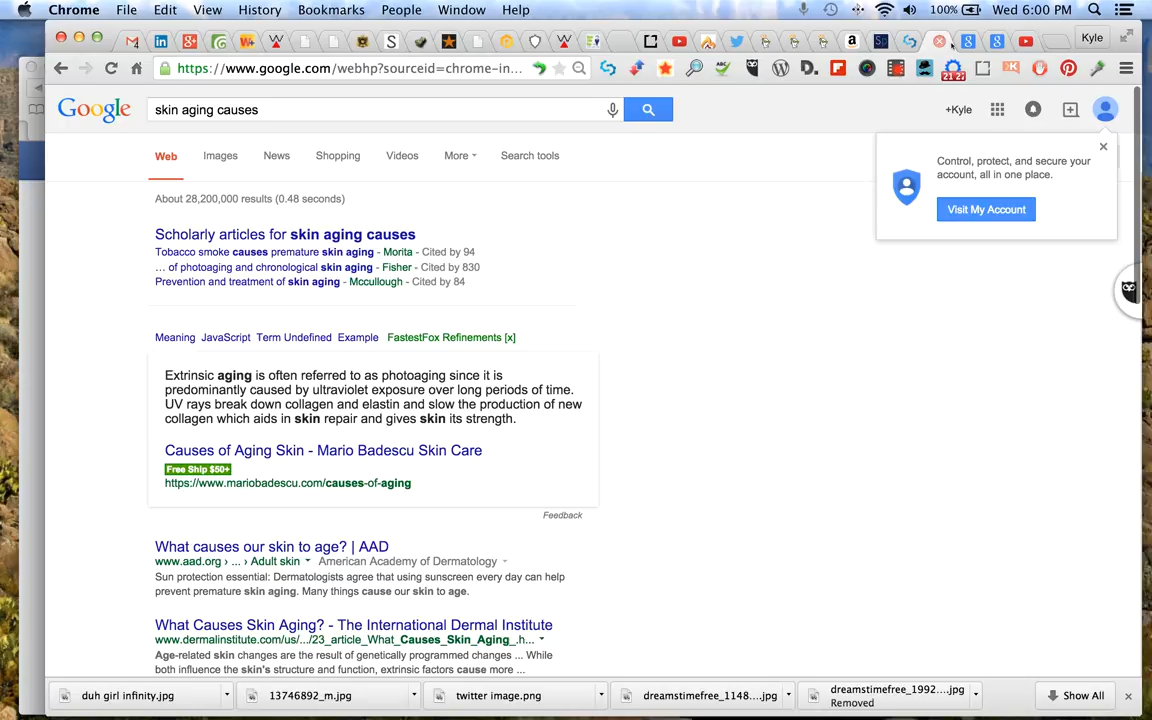 Chrome File Edit View History Bookmarks People Window Help 100% Wed 6:00 PM
Kyle
https://www.google.com/webhp?sourceid=chrome-in...
21 27
Google skin aging causes +Kyle
Web Images News Shopping Videos More Search tools
Control, protect, and secure your
account, all in one place.
Visit My Account
About 28,200,000 results (0.48 seconds)
Scholarly articles for skin aging causes
Tobacco smoke causes premature skin aging - Morita - Cited by 94
... of photoaging and chronological skin aging - Fisher - Cited by 830
Prevention and treatment of skin aging - Mccullough - Cited by 84
Meaning JavaScript Term Undefined Example FastestFox Refinements [x]
Extrinsic aging is often referred to as photoaging since it is
predominantly caused by ultraviolet exposure over long periods of time.
UV rays break down collagen and elastin and slow the production of new
collagen which aids in skin repair and gives skin its strength.
Causes of Aging Skin - Mario Badescu Skin Care
Free Ship $50+
https://www.mariobadescu.com/causes-of-aging
Feedback
What causes our skin to age? | AAD
www.aad.org › ... › Adult skin American Academy of Dermatology
Sun protection essential: Dermatologists agree that using sunscreen every day can help
prevent premature skin aging. Many things cause our skin to age.
What Causes Skin Aging? - The International Dermal Institute
www.dermalinstitute.com/us/.../23_article_What_Causes_Skin_Aging_.h...
Age-related skin changes are the result of genetically programmed changes ... While
both influence the skin's structure and function, extrinsic factors cause more ...
duh girl infinity.jpg 13746892_m.jpg twitter image.png dreamstimefree_1148....jpg dreamstimefree_1992....jpg Show All
Removed